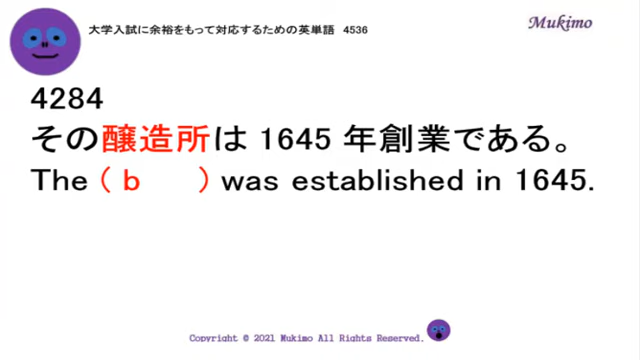 大学入試に余裕をもって対応するための英単語 4536
Mukimo
4284
その醸造所は 1645 年創業である。
The ( b ) was established in 1645.
Copyright © 2021 Mukimo All Rights Reserved.